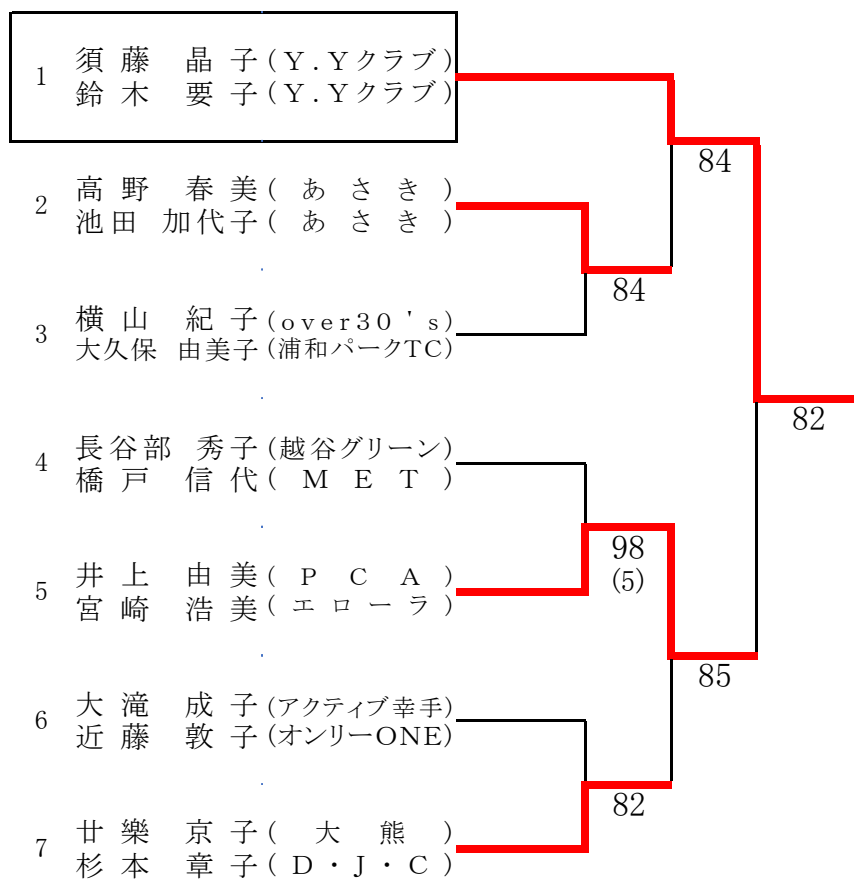 1 須藤 晶子(Y.Yクラブ)
鈴木 要子(Y.Yクラブ)
84
2 高野 春美(あさき)
池田 加代子(あさき)
84
3 横山 紀子(over30's)
大久保 由美子(浦和パークTC)
82
4 長谷部 秀子(越谷グリーン)
橋戸 信代(MET)
98
(5)
5 井上 由美(PCA)
宮崎 浩美(エローラ)
85
6 大滝 成子(アクティブ幸手)
近藤 敦子(オンリーONE)
82
7 廿樂 京子(大熊)
杉本 章子(D・J・C)